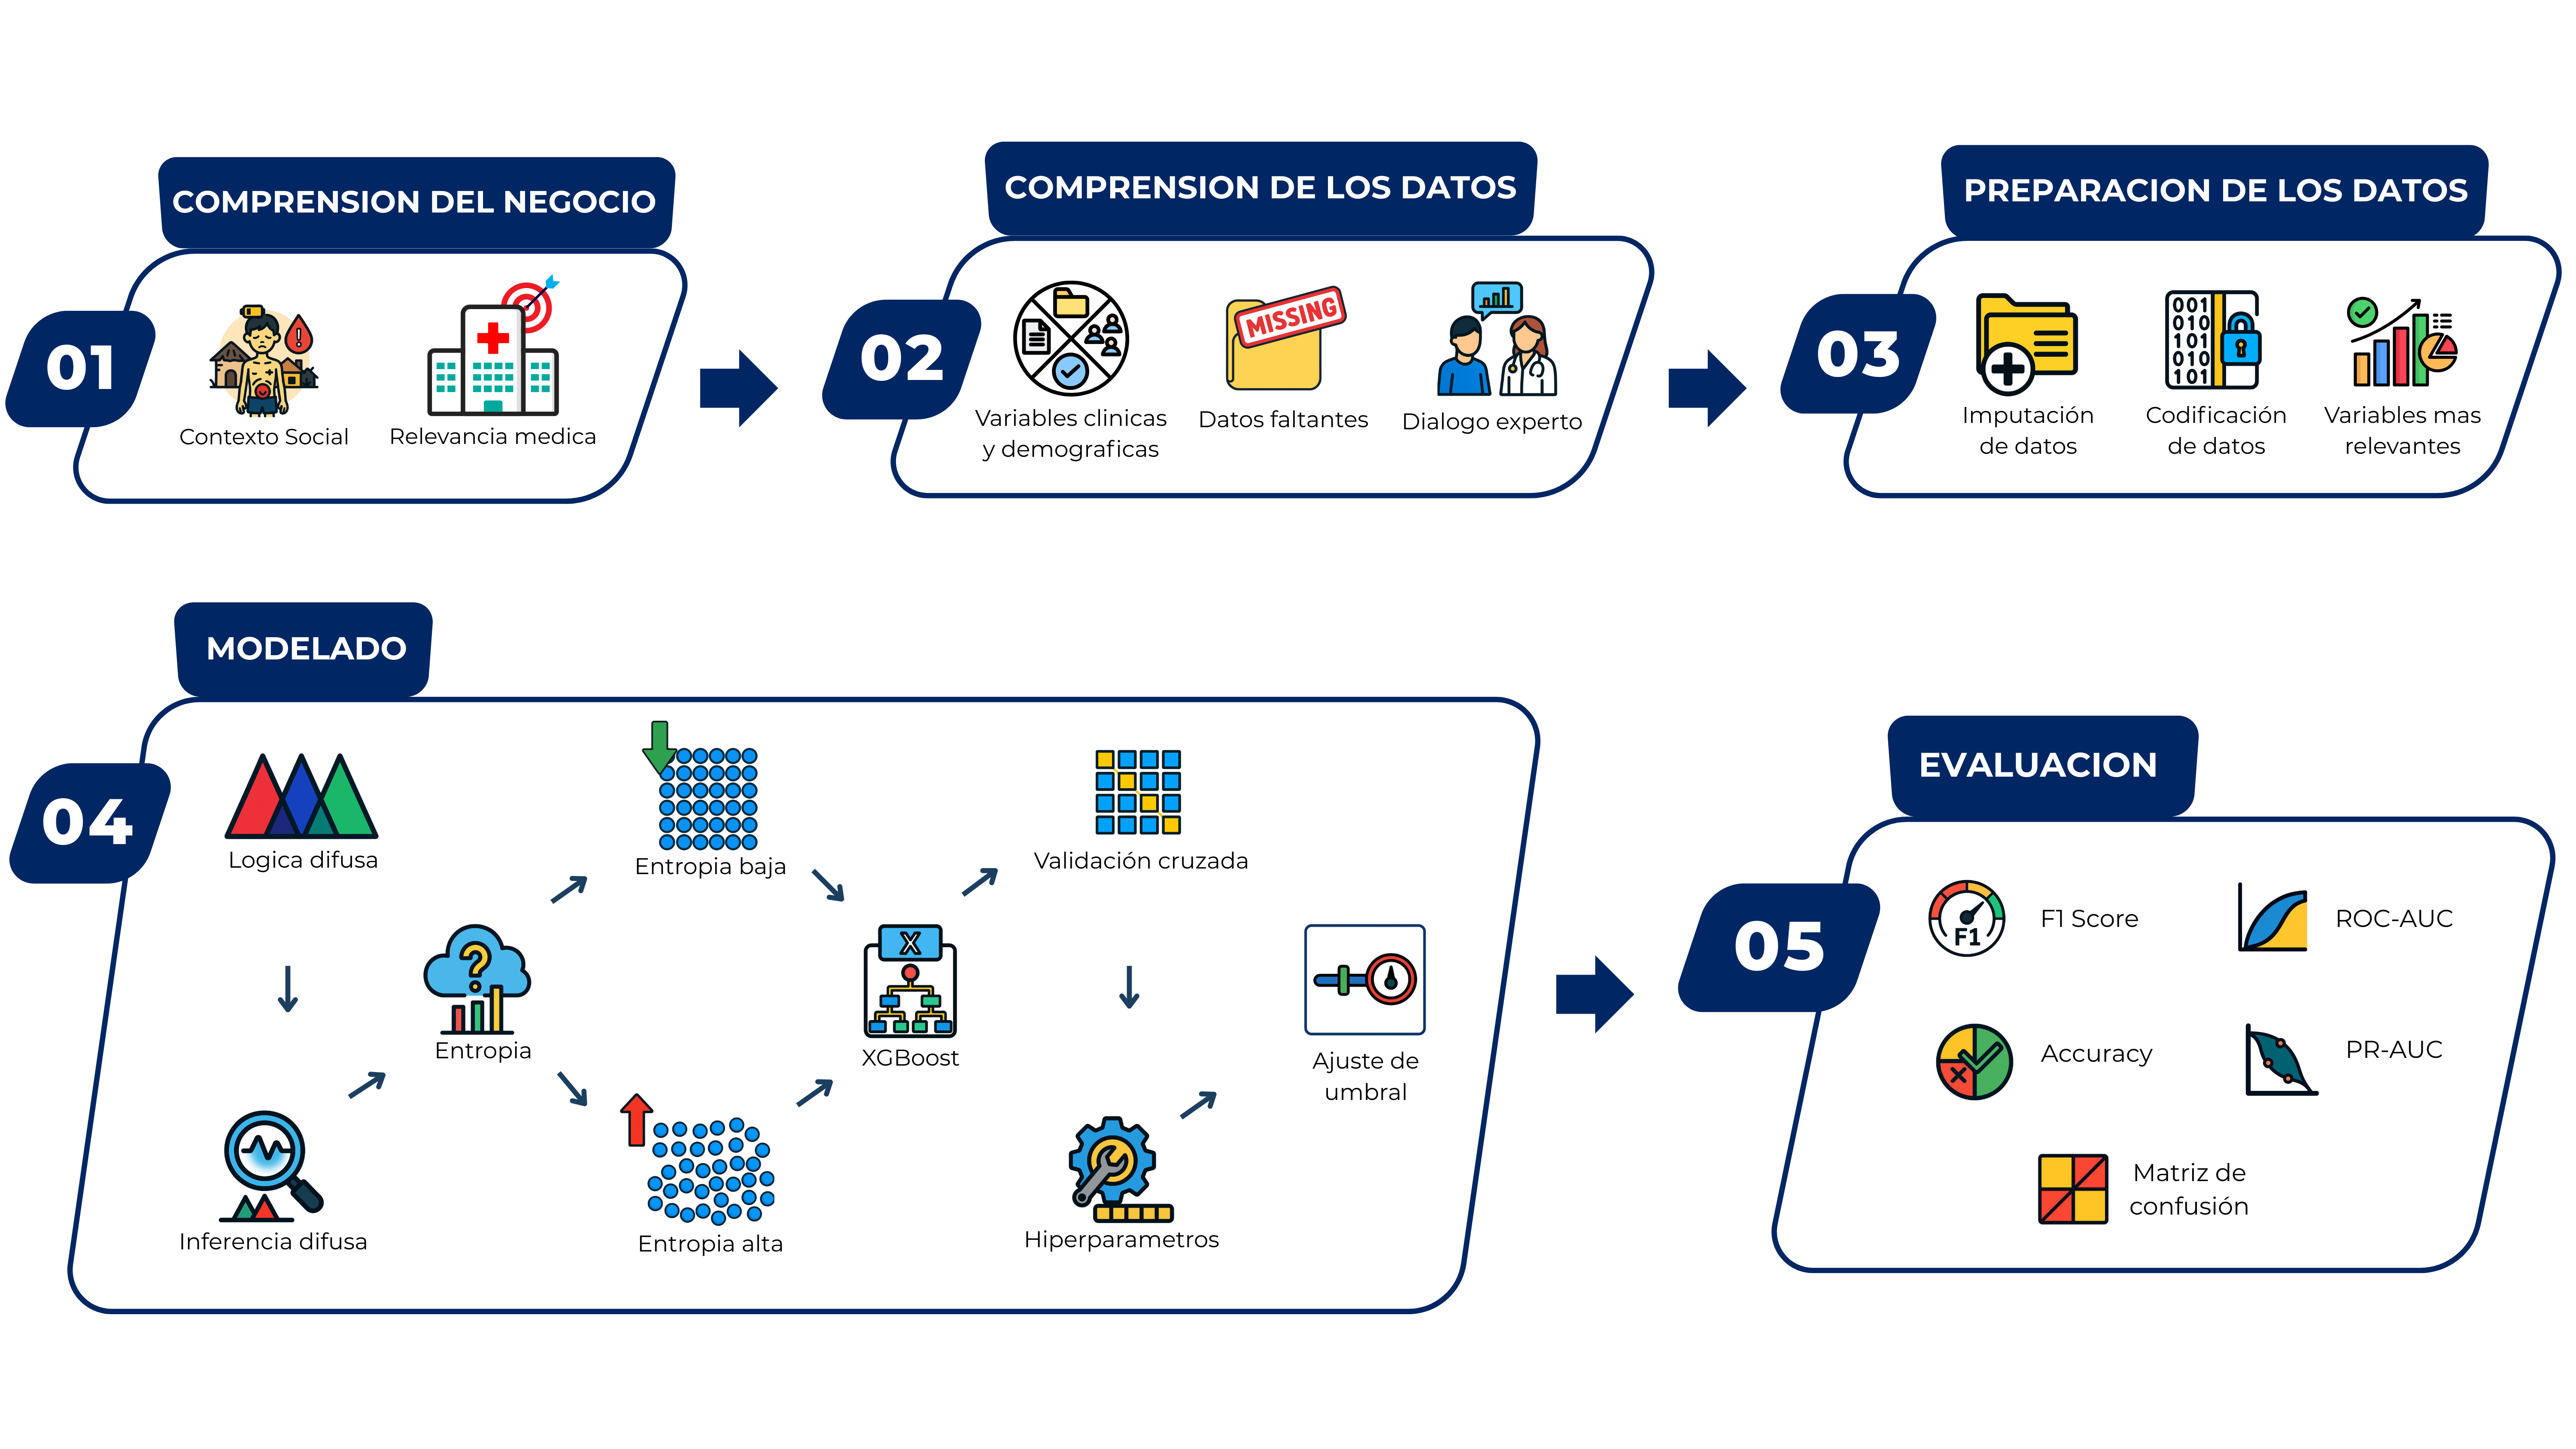 COMPRENSION DEL NEGOCIO
01
Contexto Social
Relevancia medica
COMPRENSION DE LOS DATOS
02
Variables clinicas
y demograficas
MISSING
Datos faltantes
Dialogo experto
PREPARACION DE LOS DATOS
03
Imputación
de datos
001
010
101
010
101
Codificación
de datos
Variables mas
relevantes
MODELADO
04
Logica difusa
Inferencia difusa
?
Entropia
Entropia baja
Entropia alta
X
XGBoost
Validación cruzada
Hiperparametros
Ajuste de
umbral
EVALUACION
05
F1
F1 Score
ROC-AUC
Accuracy
PR-AUC
Matriz de
confusión